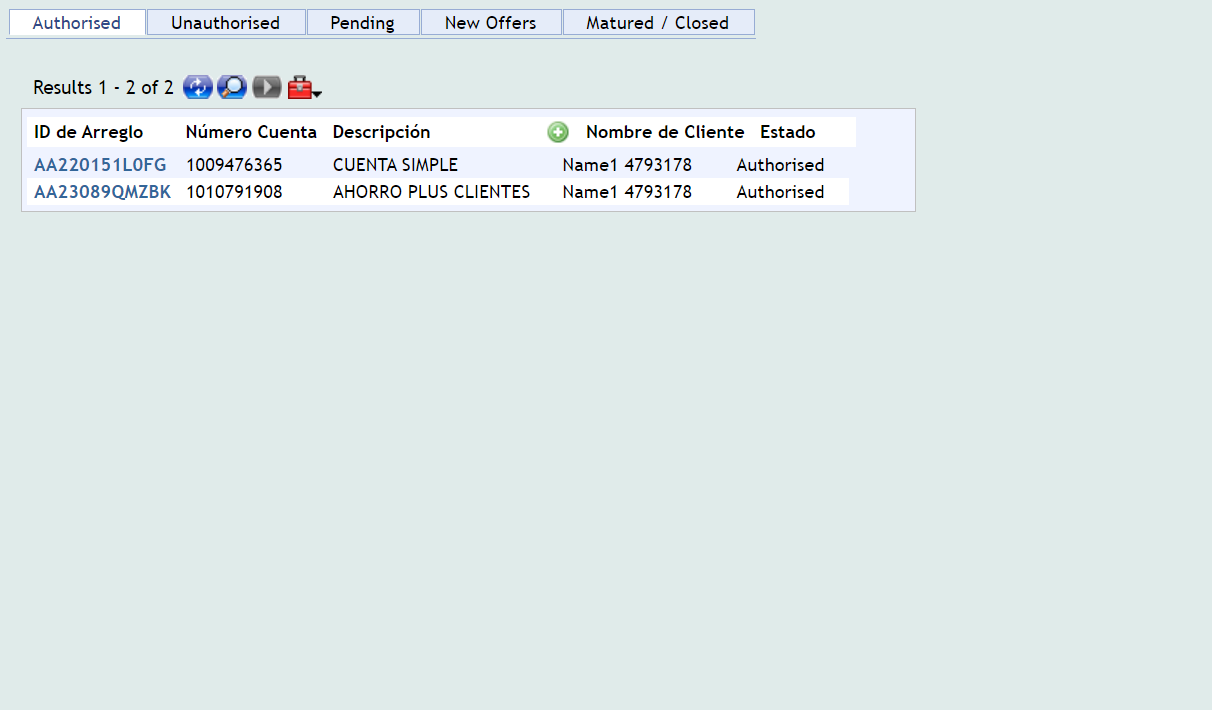 Authorised Unauthorised Pending New Offers Matured / Closed
Results 1 - 2 of 2
ID de Arreglo Número Cuenta Descripción Nombre de Cliente Estado
AA220151L0FG 1009476365 CUENTA SIMPLE Name1 4793178 Authorised
AA23089QMZBK 1010791908 AHORRO PLUS CLIENTES Name1 4793178 Authorised